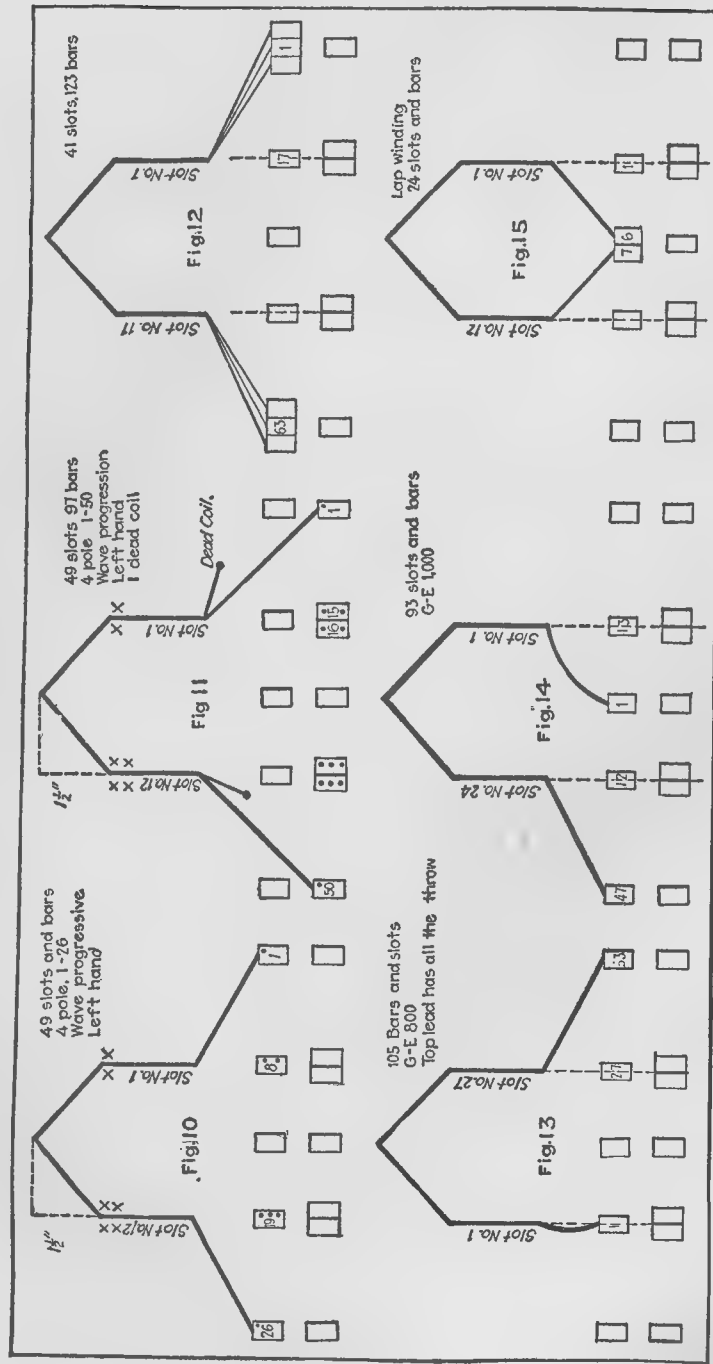 49 slots and bars
4 pole, 1-26
Wave progressive
Left hand
1½"
x x x x x
x x
Slot No. 12
Slot No. 1
Fig. 10
26 19 8 1
49 slots 97 bars
4 pole 1-50
Wave progression
Left hand
1 dead coil
1½"
x x x x
x x
Slot No. 12
Slot No. 1
Dead Coil.
Fig 11
50 16 15 1
41 slots, 123 bars
Slot No. 11
Slot No. 1
Fig. 12
63 17 1
105 Bars and slots
G-E 800
Top lead has all the throw
Slot No. 1
Slot No. 27
Fig. 13
1 27 53
93 slots and bars
G-E 1,000
Slot No. 24
Slot No. 1
Fig. 14
47 12 1 13
Lap winding
24 slots and bars
Slot No. 12
Slot No. 1
Fig. 15
7 6